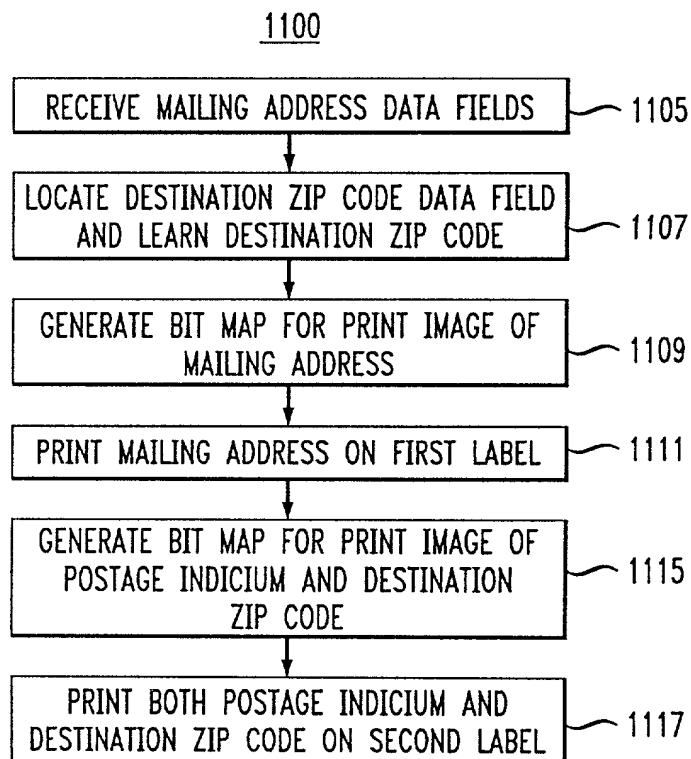 1100
RECEIVE MAILING ADDRESS DATA FIELDS
1105
LOCATE DESTINATION ZIP CODE DATA FIELD
AND LEARN DESTINATION ZIP CODE
1107
GENERATE BIT MAP FOR PRINT IMAGE OF
MAILING ADDRESS
1109
PRINT MAILING ADDRESS ON FIRST LABEL
1111
GENERATE BIT MAP FOR PRINT IMAGE OF
POSTAGE INDICIUM AND DESTINATION
ZIP CODE
1115
PRINT BOTH POSTAGE INDICIUM AND
DESTINATION ZIP CODE ON SECOND LABEL
1117